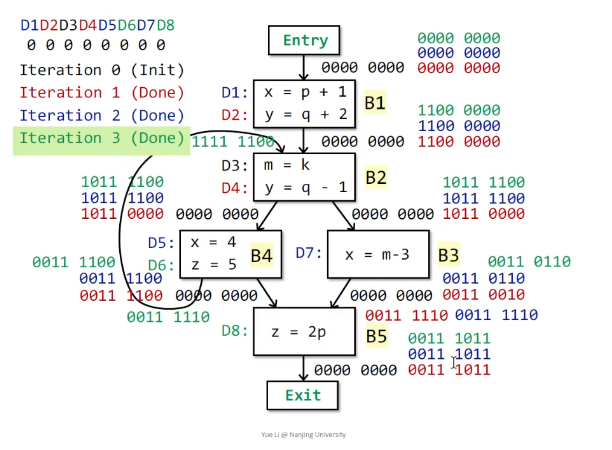 D1D2D3D4D5D6D7D8
0 0 0 0 0 0 0 0
Iteration 0 (Init)
Iteration 1 (Done)
Iteration 2 (Done)
Iteration 3 (Done)
Entry
0000 0000
0000 0000
0000 0000
0000 0000
D1: x = p + 1
D2: y = q + 2
B1
1100 0000
1100 0000
0000 0000 1100 0000
1111 1100
D3: m = k
D4: y = q - 1
B2
1011 1100
1011 1100
1011 0000 0000 0000
1011 1100
1011 1100
0000 0000 1011 0000
D5: x = 4
D6: z = 5
B4
D7: x = m-3
B3
0011 1100
0011 1100
0011 1100 0000 0000
0011 0110
0011 0110
0000 0000 0011 0010
0011 1110
0011 1110 0011 1110
D8: z = 2p
B5
0011 1011
0011 1011
0000 0000 0011 1011
Exit
Yue Li @ Nanjing University